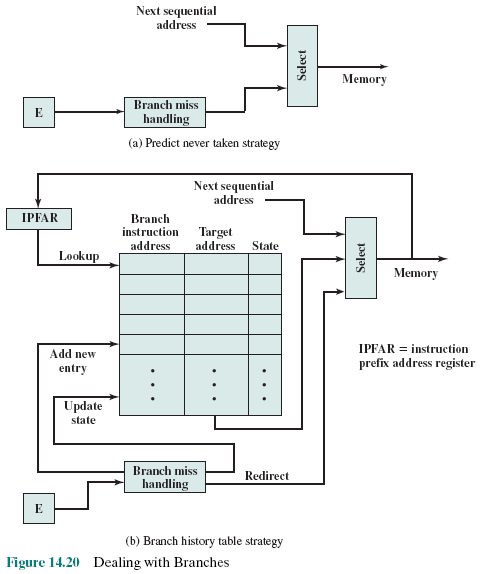 Next sequential
address
Select
Memory
E
Branch miss
handling
(a) Predict never taken strategy
Next sequential
address
IPFAR
Branch
instruction
address
Target
address
State
Lookup
Select
Memory
Add new
entry
IPFAR = instruction
prefix address register
Update
state
Branch miss
handling
Redirect
E
(b) Branch history table strategy
Figure 14.20 Dealing with Branches